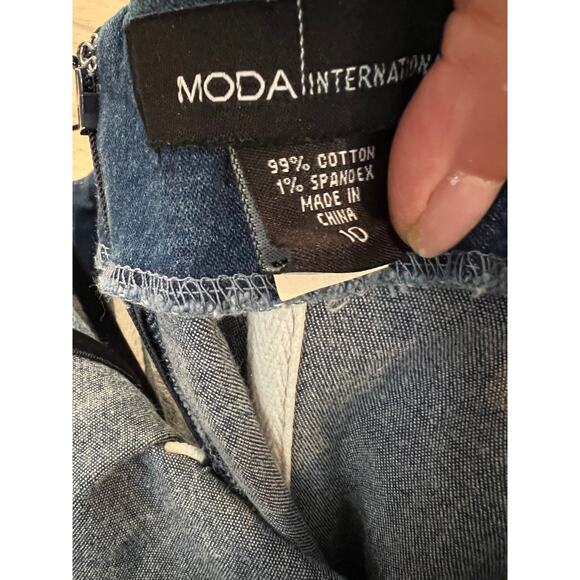 MODA INTERNATIONA
99% COTTON
1% SPANDEX
MADE IN
CHINA
10